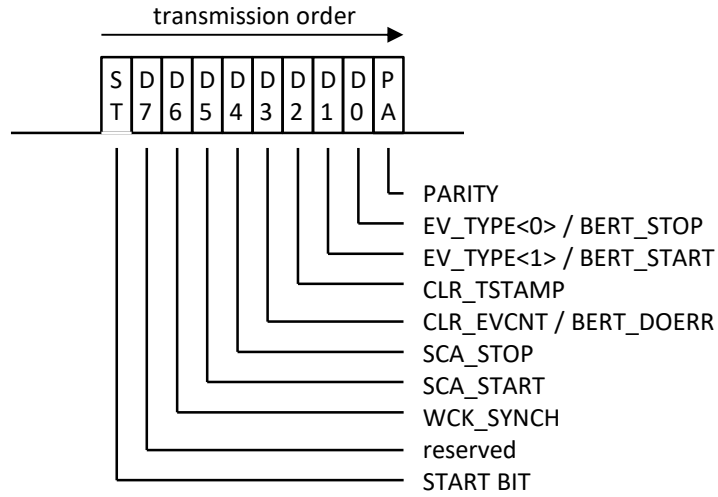 transmission order
S D D D D D D D D P
T 7 6 5 4 3 2 1 0 A
PARITY
EV_TYPE<0> / BERT_STOP
EV_TYPE<1> / BERT_START
CLR_TSTAMP
CLR_EVCNT / BERT_DOERR
SCA_STOP
SCA_START
WCK_SYNCH
reserved
START BIT